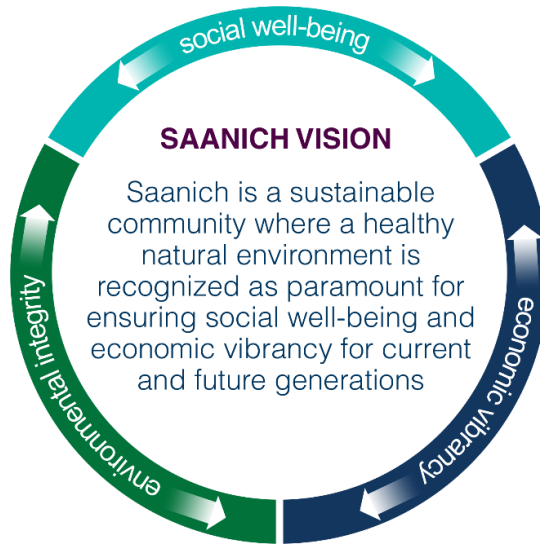 social well-being
SAANICH VISION
Saanich is a sustainable
community where a healthy
natural environment is
recognized as paramount for
ensuring social well-being and
economic vibrancy for current
and future generations
environmental integrity
economic vibrancy